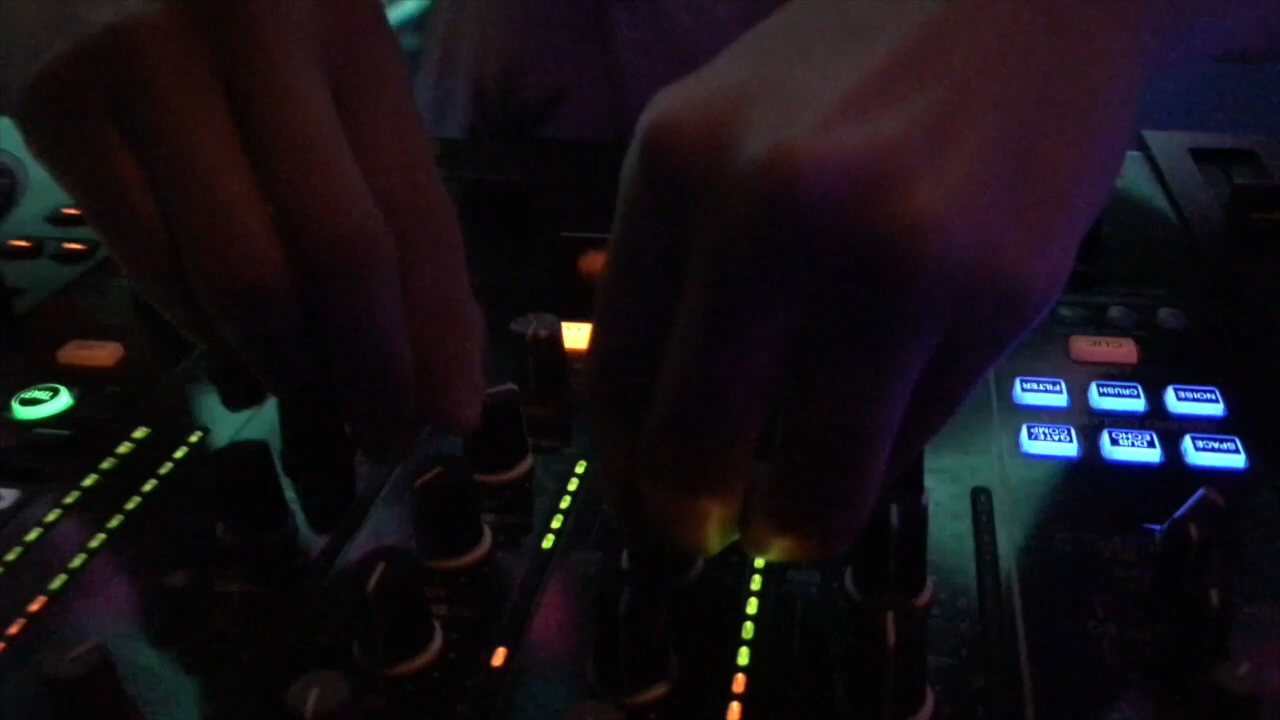 CUE
FILTER
CRUSH
NOISE
GATE/
COMP
DUB
ECHO
SPACE